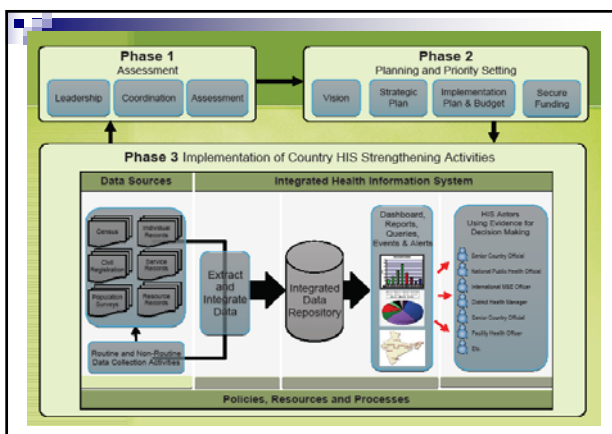 Phase 1
Assessment
Leadership
Coordination
Assessment
Phase 2
Planning and Priority Setting
Vision
Strategic
Plan
Implementation
Plan & Budget
Secure
Funding
Phase 3 Implementation of Country HIS Strengthening Activities
Data Sources
Integrated Health Information System
Census
Individual
Records
Civil
Registration
Service
Records
Population
Surveys
Resource
Records
Routine and Non-Routine
Data Collection Activities
Extract
and
Integrate
Data
Integrated
Data
Repository
Dashboard,
Reports,
Queries,
Events & Alerts
HIS Actors
Using Evidence for
Decision Making
Senior Country Official
National Public Health Official
International M&E Officer
District Health Manager
Senior Country Official
Facility Health Officer
Etc.
Policies, Resources and Processes